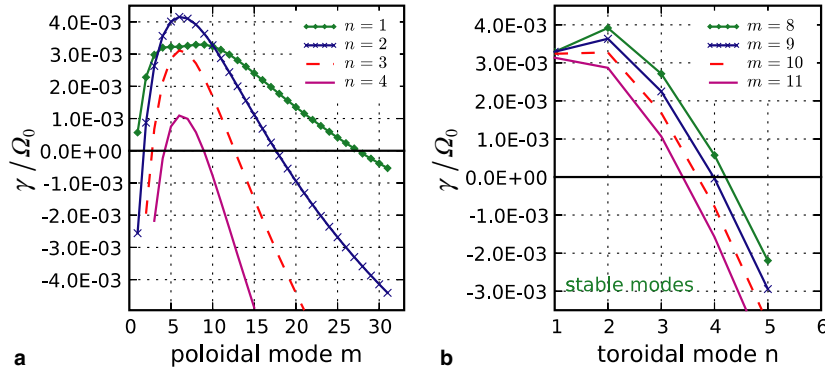 4.0E-03
3.0E-03
2.0E-03
1.0E-03
0.0E+00
-1.0E-03
-2.0E-03
-3.0E-03
-4.0E-03
γ / Ω₀
n = 1
n = 2
n = 3
n = 4
0 5 10 15 20 25 30
a poloidal mode m
4.0E-03
3.0E-03
2.0E-03
1.0E-03
0.0E+00
-1.0E-03
-2.0E-03
-3.0E-03
γ / Ω₀
m = 8
m = 9
m = 10
m = 11
stable modes
1 2 3 4 5 6
b toroidal mode n